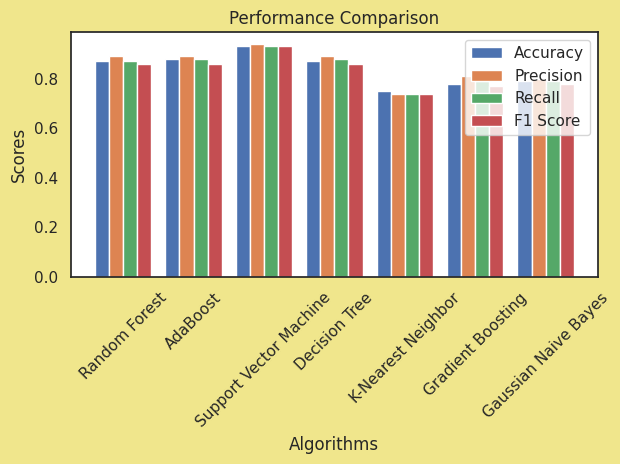 Performance Comparison
Accuracy
Precision
Recall
F1 Score
Scores
0.8
0.6
0.4
0.2
0.0
Random Forest
AdaBoost
Support Vector Machine
Decision Tree
K-Nearest Neighbor
Gradient Boosting
Gaussian Naive Bayes
Algorithms